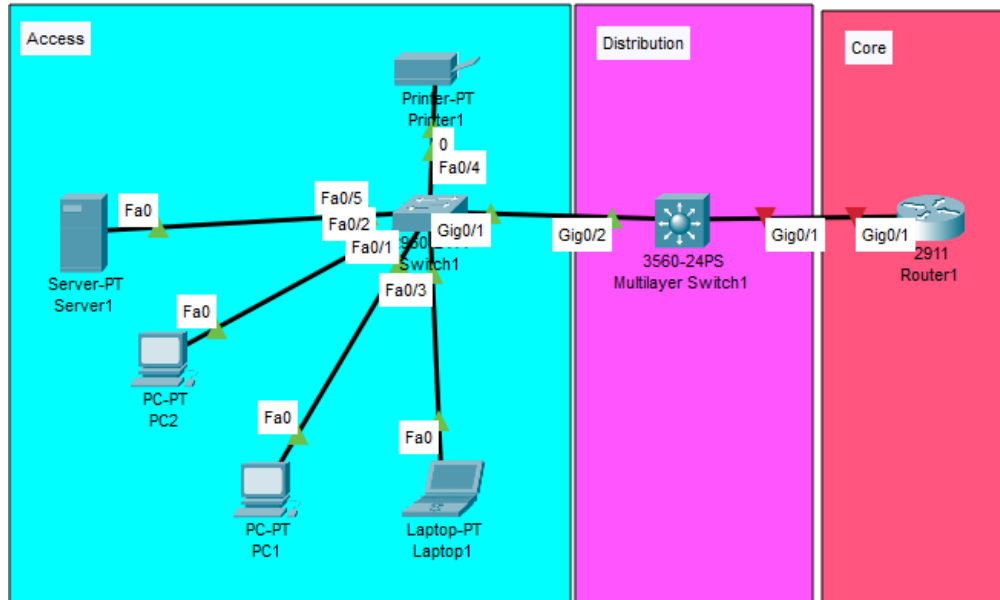 Access
Distribution
Core
Printer-PT
Printer1
0
Fa0/4
Fa0
Fa0/5
Fa0/2
Fa0/1
Gig0/1
Switch1
Fa0/3
Gig0/2
Gig0/1
Gig0/1
3560-24PS
Multilayer Switch1
2911
Router1
Server-PT
Server1
Fa0
PC-PT
PC2
Fa0
PC-PT
PC1
Fa0
Laptop-PT
Laptop1